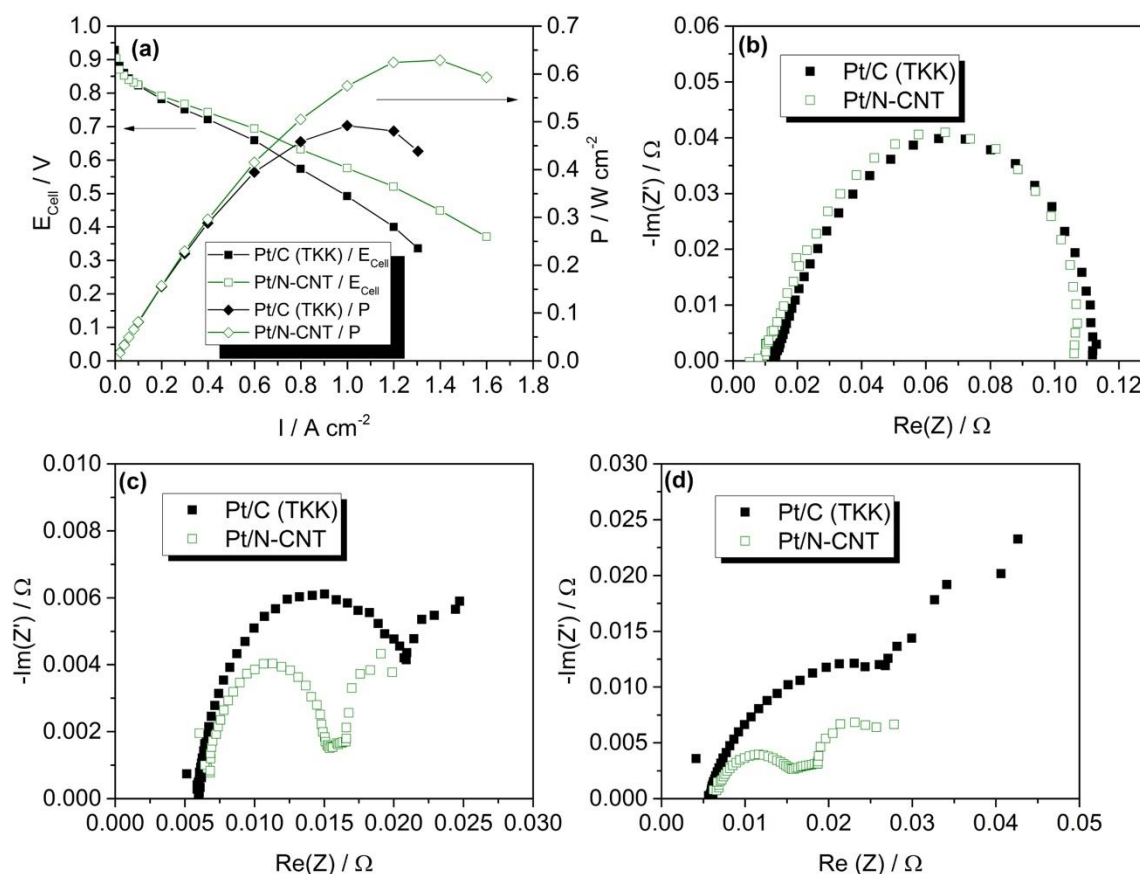 (a)
1.0
0.9
0.8
0.7
0.6
0.5
0.4
0.3
0.2
0.1
0.0
E_Cell / V
0.7
0.6
0.5
0.4
0.3
0.2
0.1
0.0
P / W cm⁻²
Pt/C (TKK) / E_Cell
Pt/N-CNT / E_Cell
Pt/C (TKK) / P
Pt/N-CNT / P
0.0 0.2 0.4 0.6 0.8 1.0 1.2 1.4 1.6 1.8
I / A cm⁻²
(b)
Pt/C (TKK)
Pt/N-CNT
0.06
0.05
0.04
0.03
0.02
0.01
0.00
-Im(Z') / Ω
0.00 0.02 0.04 0.06 0.08 0.10 0.120
Re(Z) / Ω
(c)
Pt/C (TKK)
Pt/N-CNT
0.010
0.008
0.006
0.004
0.002
0.000
-Im(Z') / Ω
0.000 0.005 0.010 0.015 0.020 0.025 0.030
Re(Z) / Ω
(d)
Pt/C (TKK)
Pt/N-CNT
0.030
0.025
0.020
0.015
0.010
0.005
0.000
-Im(Z') / Ω
0.00 0.01 0.02 0.03 0.04 0.05
Re (Z) / Ω